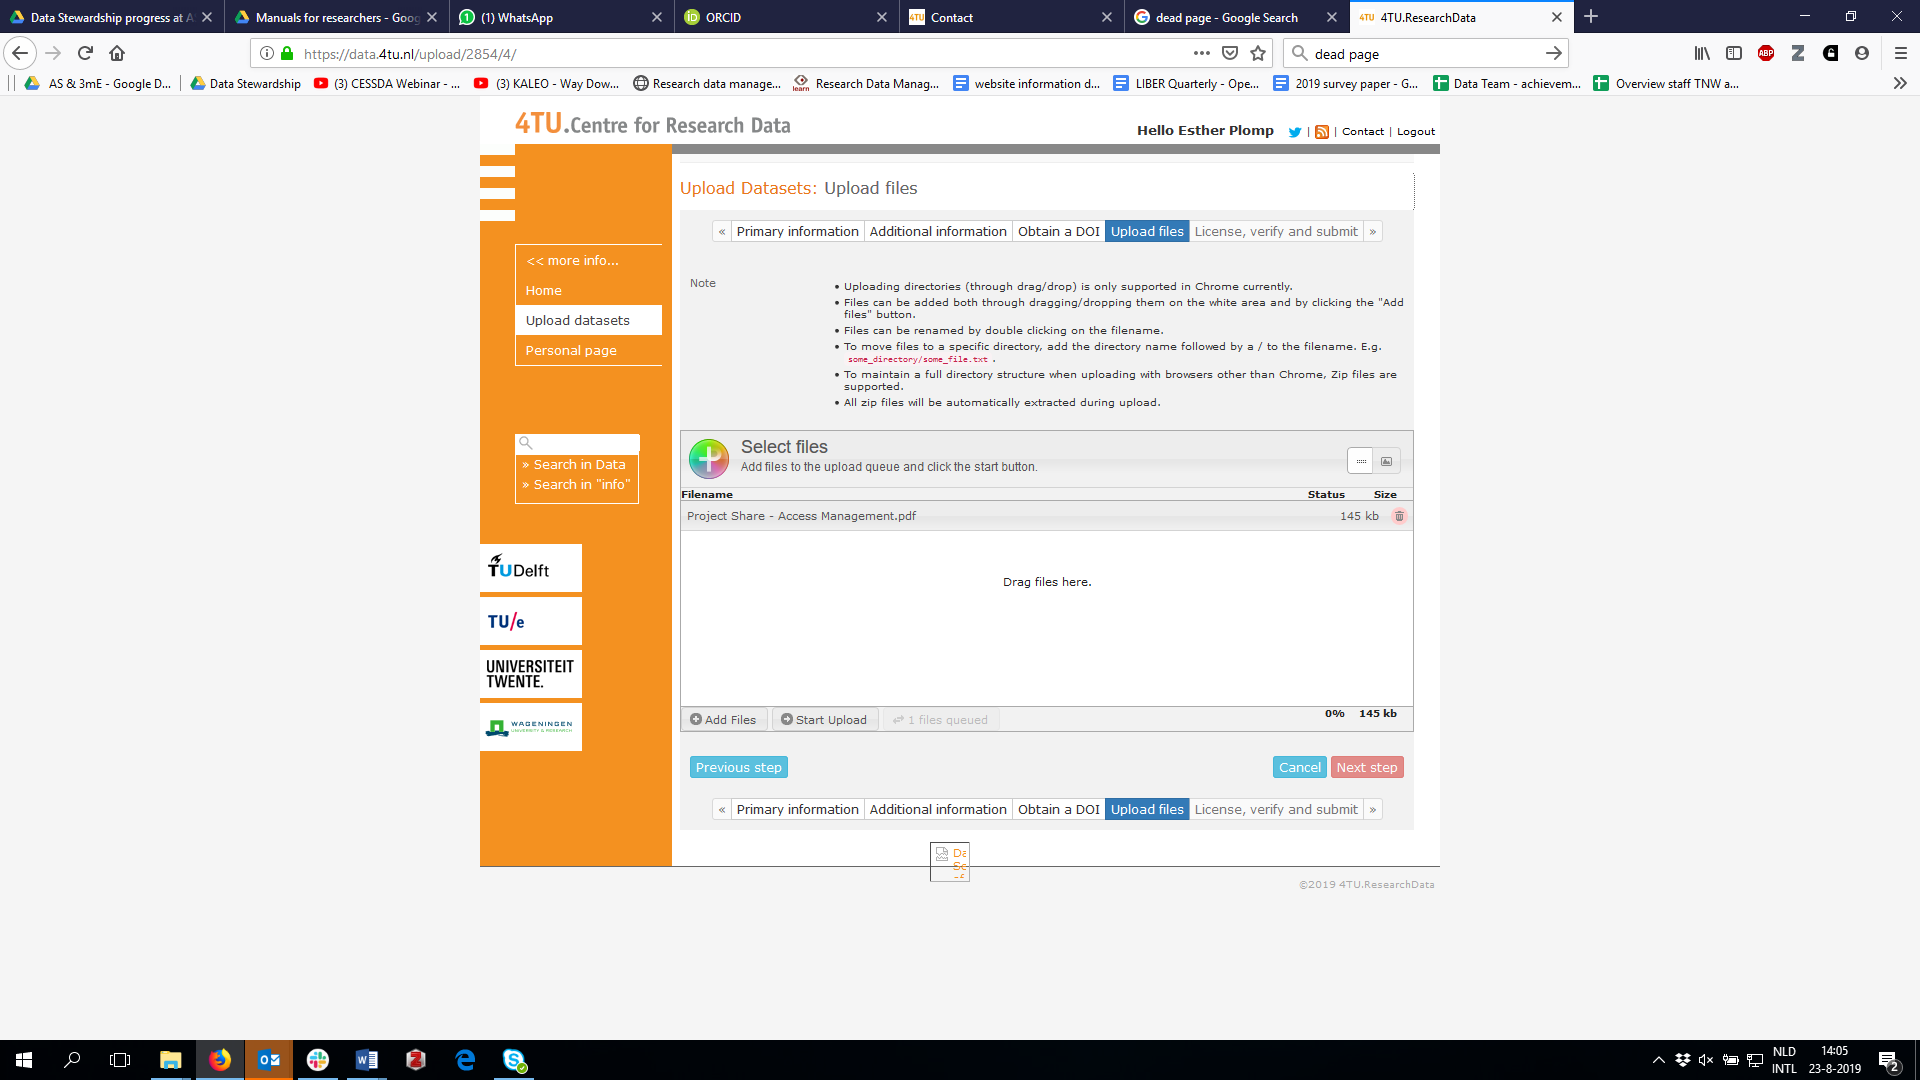 Data Stewardship progress at A
Manuals for researchers - Goog
(1) WhatsApp
ORCID
4TU Contact
dead page - Google Search
4TU 4TU.ResearchData
https://data.4tu.nl/upload/2854/4/
dead page
ABP
Z
AS & 3mE - Google D...
Data Stewardship
(3) CESSDA Webinar - ...
(3) KALEO - Way Dow...
Research data manage...
learn
Research Data Manag...
website information d...
LIBER Quarterly - Ope...
2019 survey paper - G...
Data Team - achievem...
Overview staff TNW a...
4TU.Centre for Research Data
Hello Esther Plomp | | Contact | Logout
<< more info...
Home
Upload datasets
Personal page
» Search in Data
» Search in "info"
TUDelft
TU/e
UNIVERSITEIT
TWENTE.
WAGENINGEN
UNIVERSITY & RESEARCH
Upload Datasets: Upload files
« Primary information Additional information Obtain a DOI Upload files License, verify and submit »
Note
• Uploading directories (through drag/drop) is only supported in Chrome currently.
• Files can be added both through dragging/dropping them on the white area and by clicking the "Add
files" button.
• Files can be renamed by double clicking on the filename.
• To move files to a specific directory, add the directory name followed by a / to the filename. E.g.
some_directory/some_file.txt .
• To maintain a full directory structure when uploading with browsers other than Chrome, Zip files are
supported.
• All zip files will be automatically extracted during upload.
Select files
Add files to the upload queue and click the start button.
Filename Status Size
Project Share - Access Management.pdf 145 kb
Drag files here.
Add Files Start Upload 1 files queued 0% 145 kb
Previous step Cancel Next step
« Primary information Additional information Obtain a DOI Upload files License, verify and submit »
©2019 4TU.ResearchData
NLD
INTL
14:05
23-8-2019
2